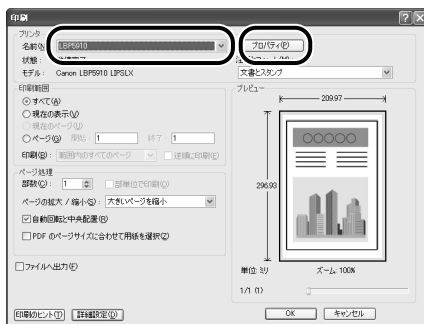 印刷
プリンタ
名前(N): LBP5910 プロパティ(P)
状態:
モデル: Canon LBP5910 LIPSLX 文書とスタンプ
印刷範囲 プレビュー
すべて(A) 209.97
現在の表示(V)
現在のページ(U)
ページ(G) 開始: 1 終了: 1
印刷(B): 範囲内のすべてのページ 逆順に印刷(E)
ページ処理
部数(C): 1 部単位で印刷(O)
296.93
ページの拡大 / 縮小(S): 大きいページを縮小
自動回転と中央配置(R)
PDF のページサイズに合わせて用紙を選択(Z)
ファイルへ出力(F)
単位: ミリ ズーム: 100%
1/1 (1)
印刷のヒント(T) 詳細設定(D) OK キャンセル